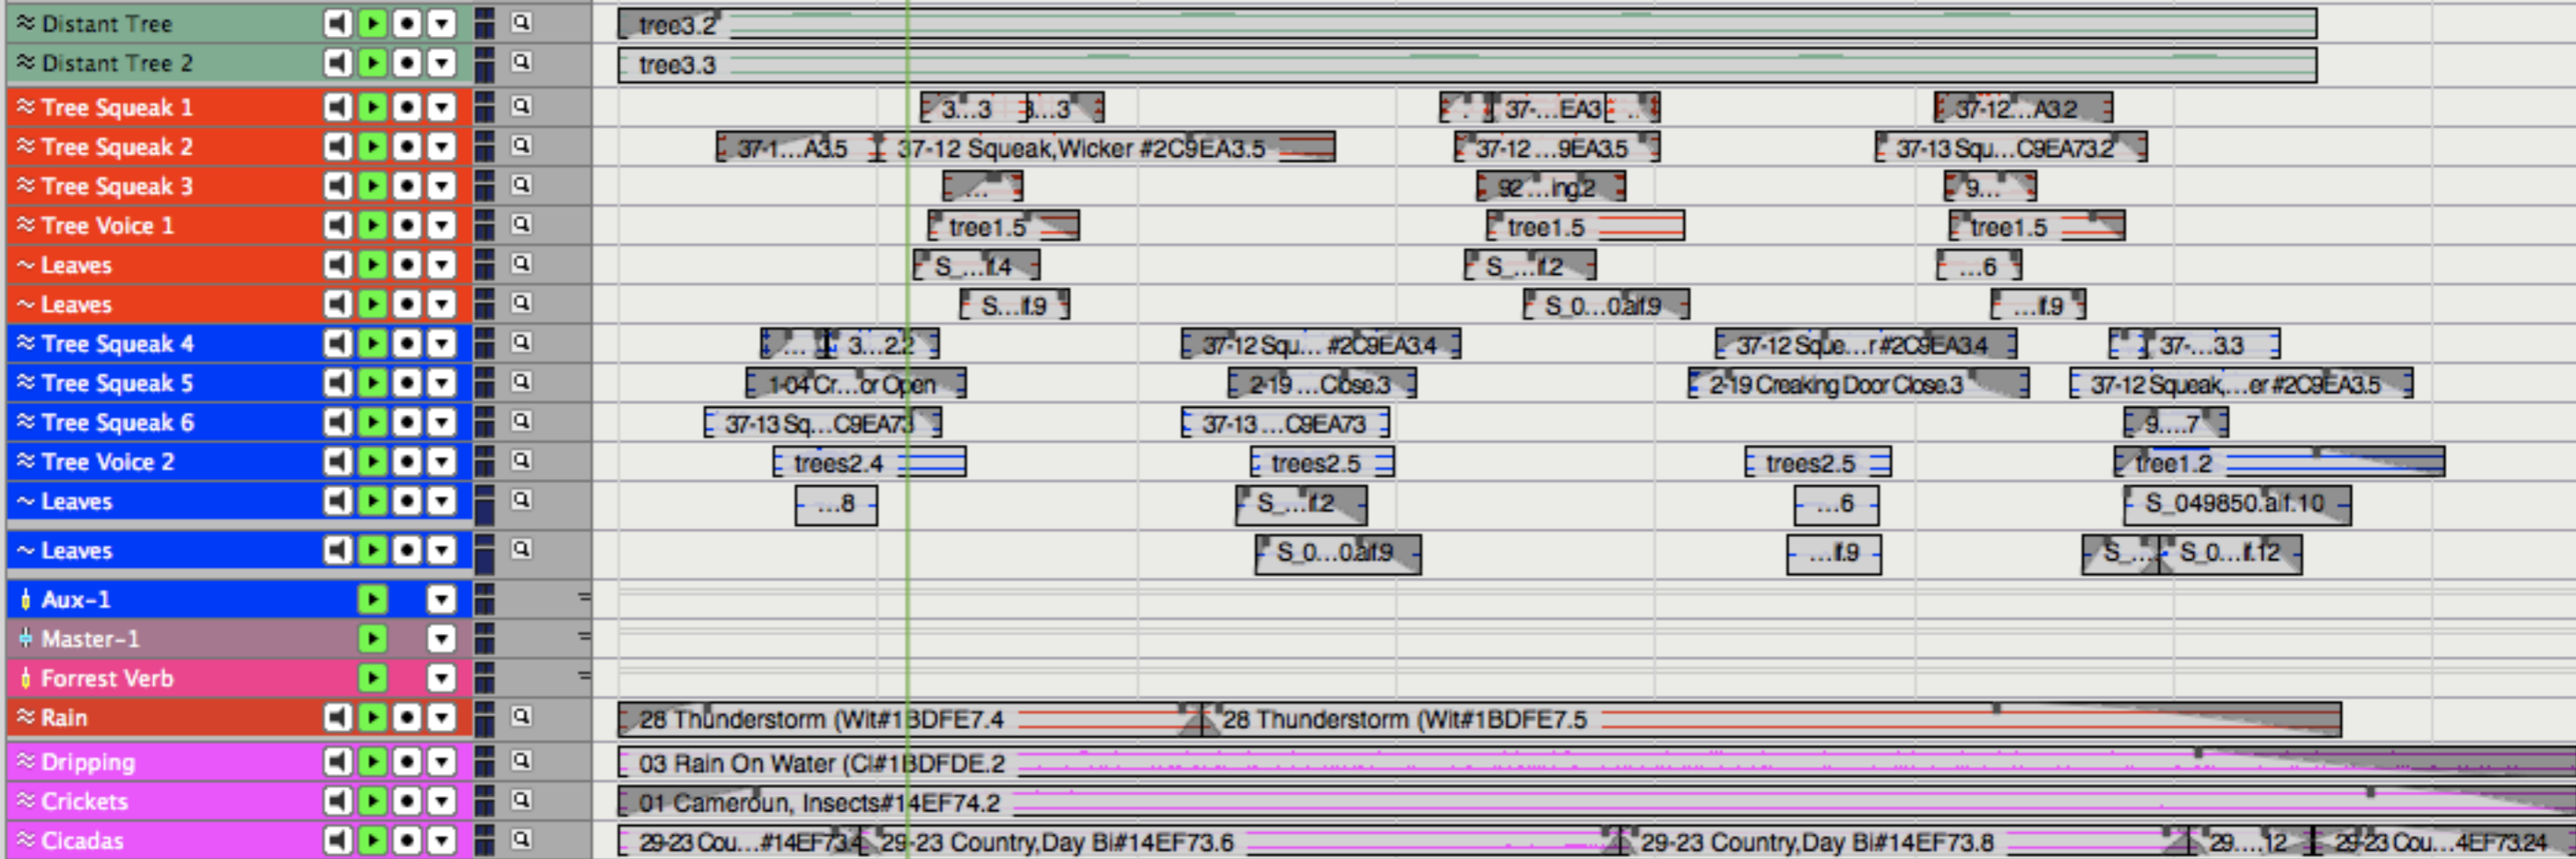 Distant Tree tree3.2
Distant Tree 2 tree3.3
Tree Squeak 1 3...3 3...3 37-...EA3 37-12...A3.2
Tree Squeak 2 37-1...A3.5 37-12 Squeak,Wicker #2C9EA3.5 37-12 ...9EA3.5 37-13 Squ...C9EA73.2
Tree Squeak 3 ... 92 ...ing.2 9...
Tree Voice 1 tree1.5 tree1.5 tree1.5
Leaves S_...if.4 S_...if.2 ...6
Leaves S...if.9 S_0...0.aif.9 ...if.9
Tree Squeak 4 ... 3...2.2 37-12 Squ... #2C9EA3.4 37-12 Sque...r #2C9EA3.4 37-...3.3
Tree Squeak 5 1-04 Cr...or Open 2-19 ...Close.3 2-19 Creaking Door Close.3 37-12 Squeak,...er #2C9EA3.5
Tree Squeak 6 37-13 Sq...C9EA73 37-13 ...C9EA73 9....7
Tree Voice 2 trees2.4 trees2.5 trees2.5 tree1.2
Leaves ...8 S_...if.2 ...6 S_049850.aif.10
Leaves S_0...0.aif.9 ...if.9 S_... S_0...if.12
Aux-1
Master-1
Forrest Verb
Rain 28 Thunderstorm (Wit#1BDFE7.4 28 Thunderstorm (Wit#1BDFE7.5
Dripping 03 Rain On Water (Cl#1BDFDE.2
Crickets 01 Cameroun, Insects#14EF74.2
Cicadas 29-23 Cou...#14EF73.4 29-23 Country,Day Bi#14EF73.6 29-23 Country,Day Bi#14EF73.8 29....12 29-23 Cou...4EF73.24